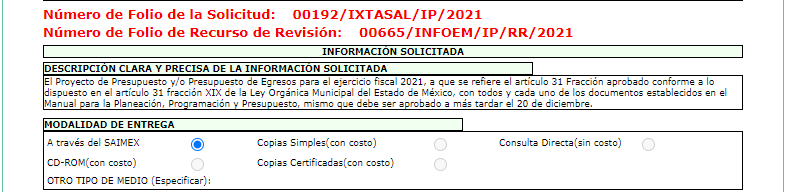 Número de Folio de la Solicitud: 00192/IXTASAL/IP/2021
Número de Folio de Recurso de Revisión: 00665/INFOEM/IP/RR/2021
INFORMACIÓN SOLICITADA
DESCRIPCIÓN CLARA Y PRECISA DE LA INFORMACIÓN SOLICITADA
El Proyecto de Presupuesto y/o Presupuesto de Egresos para el ejercicio fiscal 2021, a que se refiere el artículo 31 Fracción aprobado conforme a lo
dispuesto en el artículo 31 fracción XIX de la Ley Orgánica Municipal del Estado de México, con todos y cada uno de los documentos establecidos en el
Manual para la Planeación, Programación y Presupuesto, mismo que debe ser aprobado a más tardar el 20 de diciembre.
MODALIDAD DE ENTREGA
A través del SAIMEX Copias Simples(con costo) Consulta Directa(sin costo)
CD-ROM(con costo) Copias Certificadas(con costo)
OTRO TIPO DE MEDIO (Especificar):